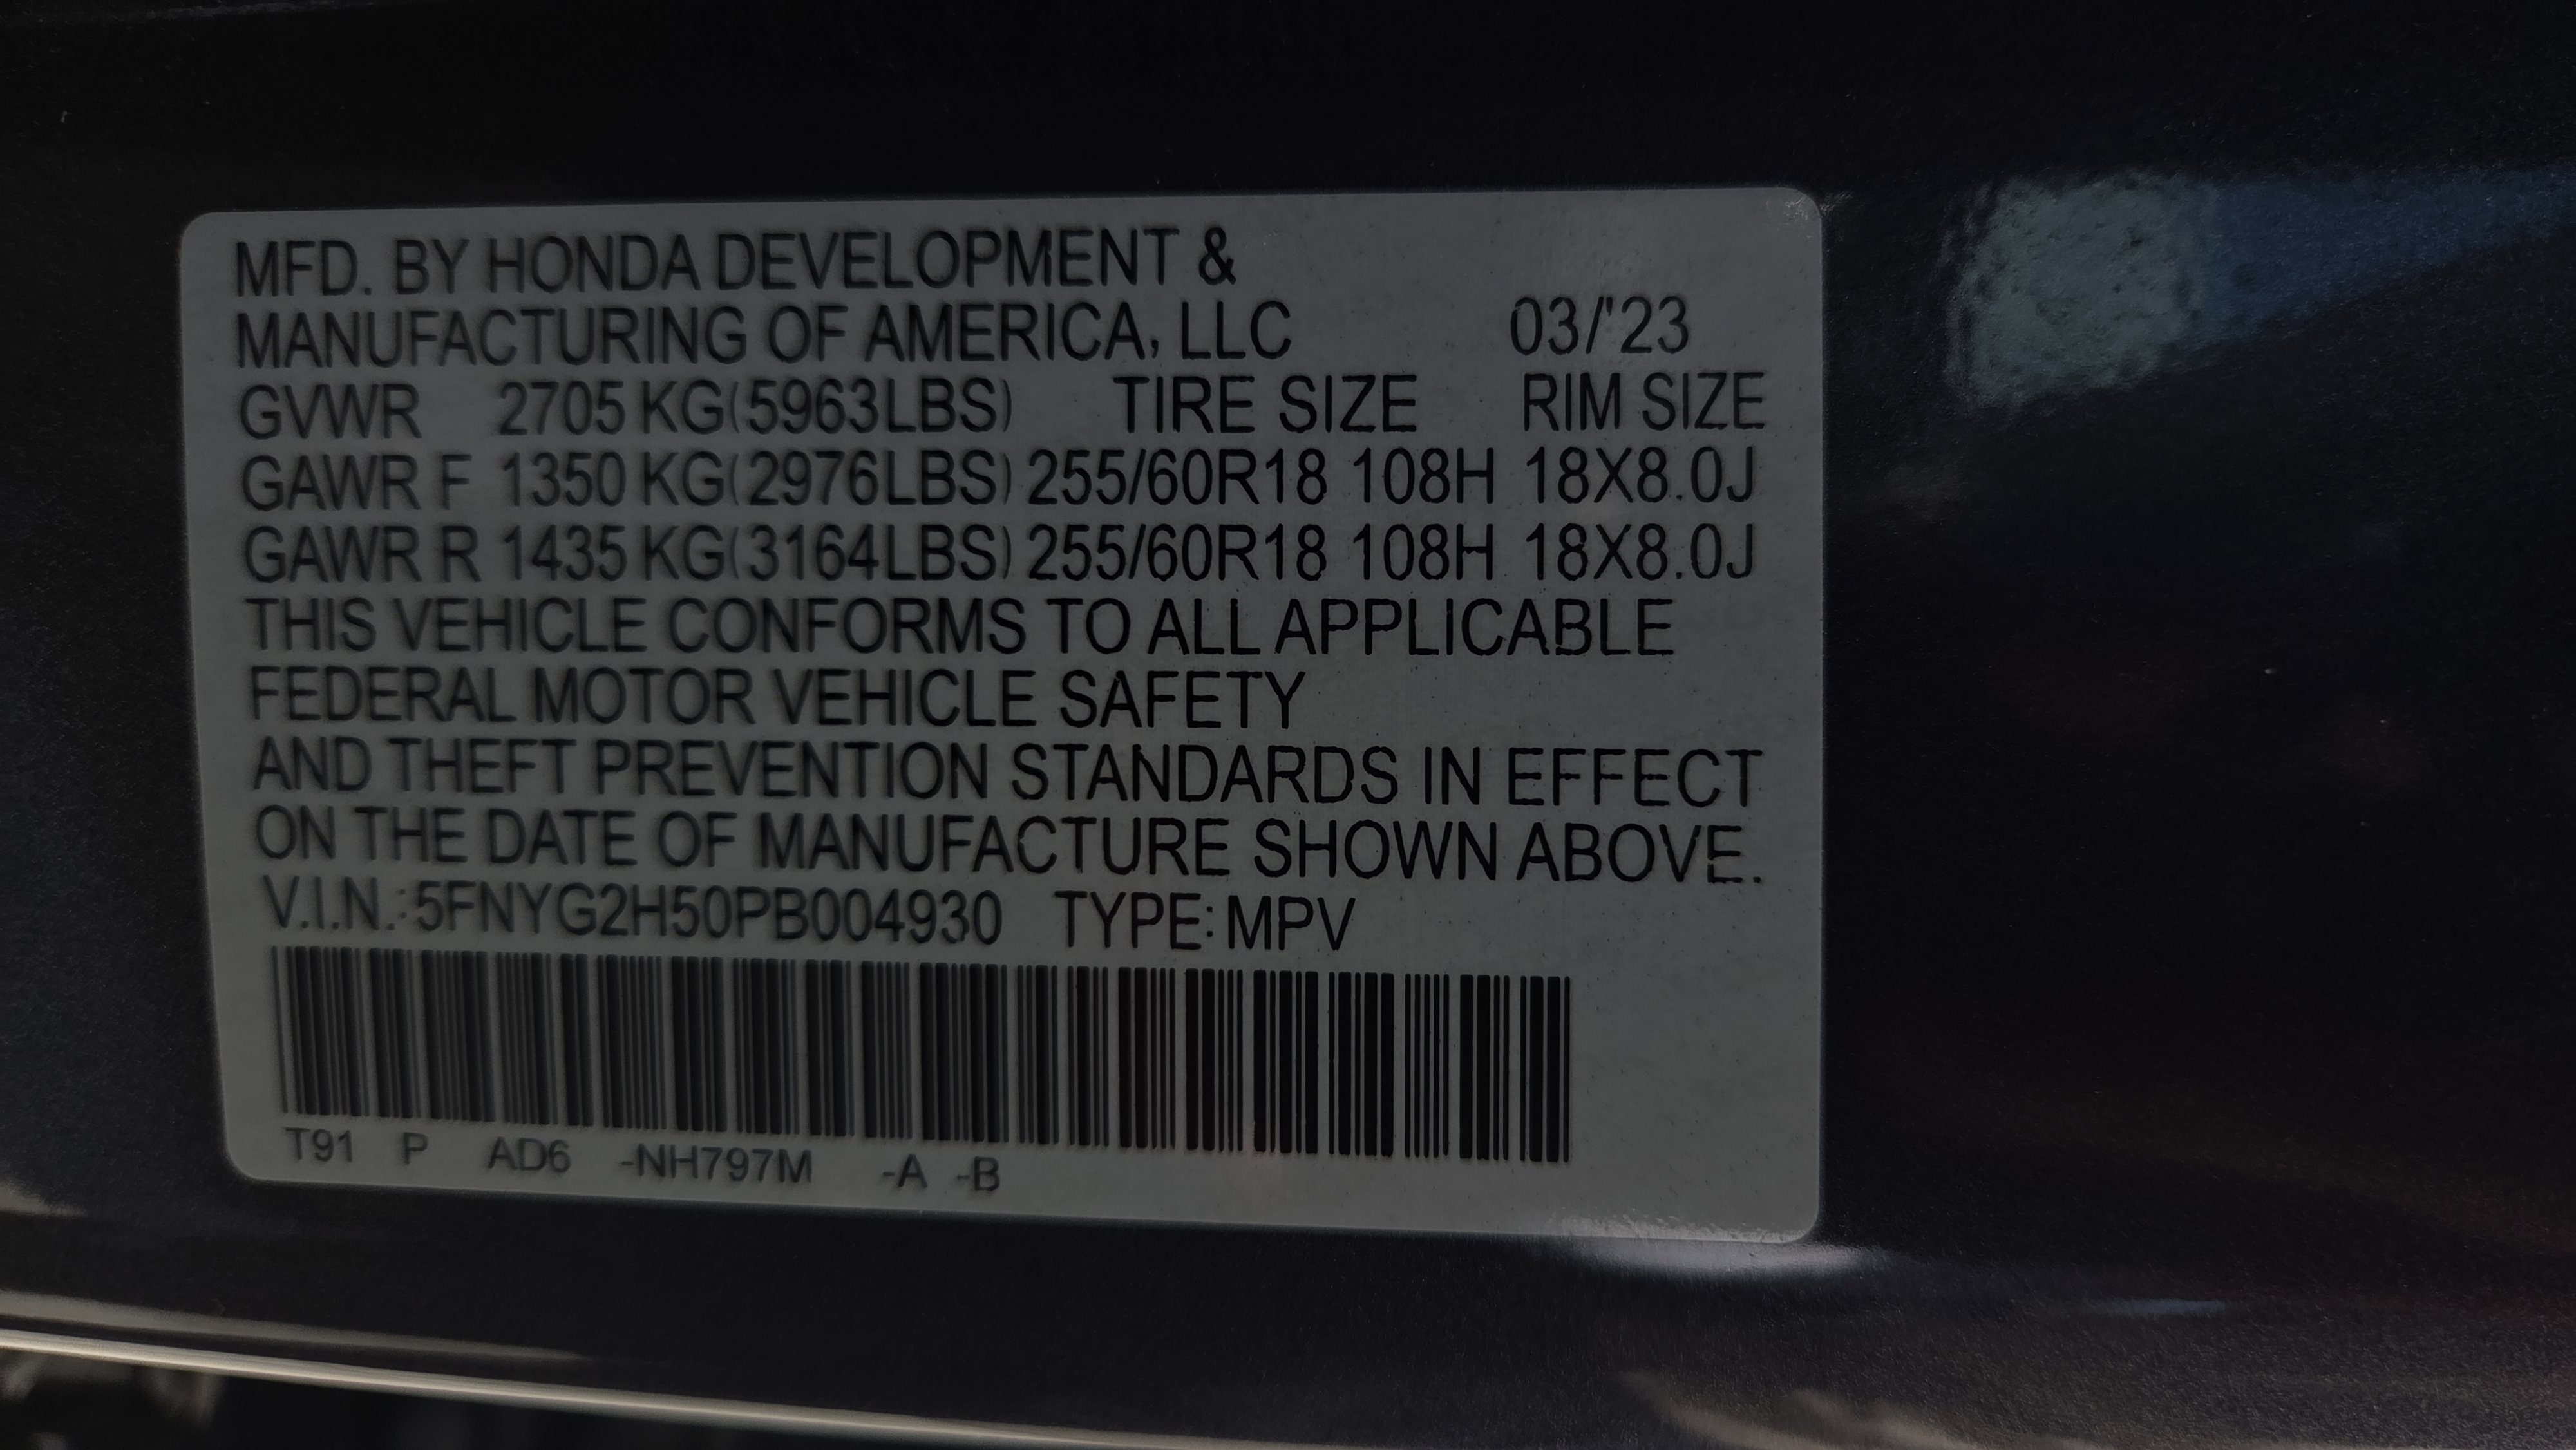 MFD. BY HONDA DEVELOPMENT &
MANUFACTURING OF AMERICA, LLC 03/'23
GVWR 2705 KG(5963LBS) TIRE SIZE RIM SIZE
GAWR F 1350 KG(2976LBS) 255/60R18 108H 18X8.0J
GAWR R 1435 KG(3164LBS) 255/60R18 108H 18X8.0J
THIS VEHICLE CONFORMS TO ALL APPLICABLE
FEDERAL MOTOR VEHICLE SAFETY
AND THEFT PREVENTION STANDARDS IN EFFECT
ON THE DATE OF MANUFACTURE SHOWN ABOVE.
V.I.N.:5FNYG2H50PB004930 TYPE:MPV
T91 P AD6 -NH797M -A -B